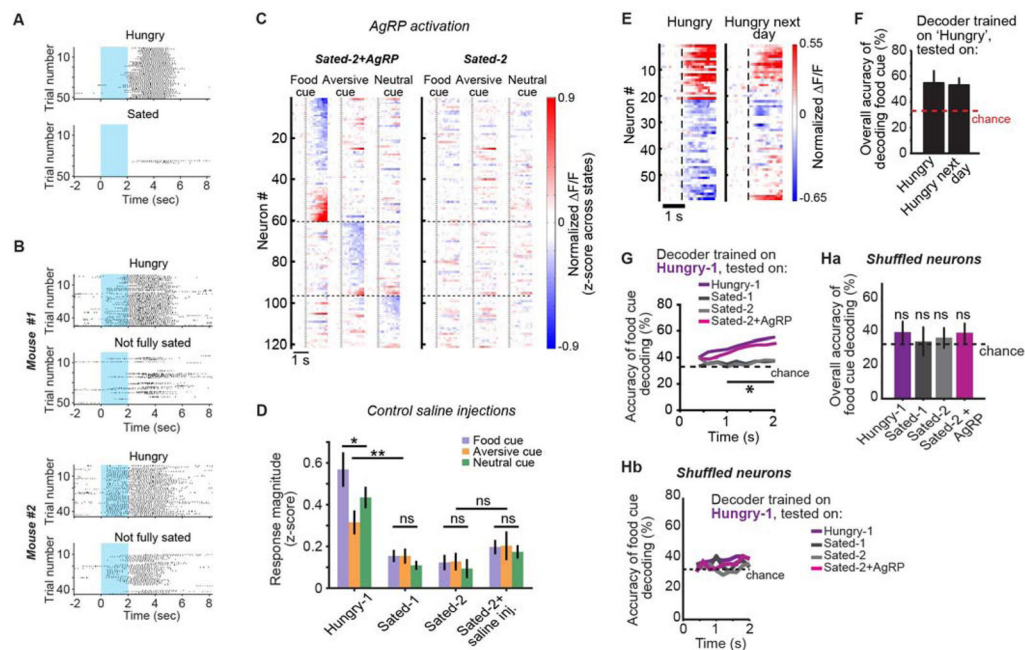 A
Hungry
Trial number
10
50
Sated
Trial number
10
50
-2 0 2 4 6 8
Time (sec)
B
Mouse #1
Hungry
Trial number
10
40
Not fully sated
Trial number
10
50
-2 0 2 4 6 8
Time (sec)
Mouse #2
Hungry
Trial number
10
40
Not fully sated
Trial number
10
40
-2 0 2 4 6 8
Time (sec)
C
AgRP activation
Sated-2+AgRP
Sated-2
Food cue
Aversive cue
Neutral cue
Food cue
Aversive cue
Neutral cue
Neuron #
20
40
60
80
100
120
1 s
0.9
0
-0.9
Normalized ΔF/F
(z-score across states)
D
Control saline injections
Response magnitude
(z-score)
0.6
0.4
0.2
0
Food cue
Aversive cue
Neutral cue
*
**
ns
ns
ns
ns
Hungry-1
Sated-1
Sated-2
Sated-2+
saline inj.
E
Hungry
Hungry next
day
Neuron #
10
20
30
40
50
1 s
0.55
0
-0.65
Normalized ΔF/F
F
Decoder trained
on 'Hungry',
tested on:
Overall accuracy of
decoding food cue (%)
80
60
40
20
0
chance
Hungry
Hungry next
day
G
Decoder trained on
Hungry-1, tested on:
Hungry-1
Sated-1
Sated-2
Sated-2+AgRP
Accuracy of food cue
decoding (%)
80
60
40
20
0
chance
*
0 1 2
Time (s)
Ha
Shuffled neurons
Overall accuracy of
food cue decoding (%)
80
60
40
20
0
ns ns ns ns
chance
Hungry-1
Sated-1
Sated-2
Sated-2 +
AgRP
Hb
Shuffled neurons
Decoder trained on
Hungry-1, tested on:
Hungry-1
Sated-1
Sated-2
Sated-2+AgRP
Accuracy of food cue
decoding (%)
80
60
40
20
0
chance
0 1 2
Time (s)